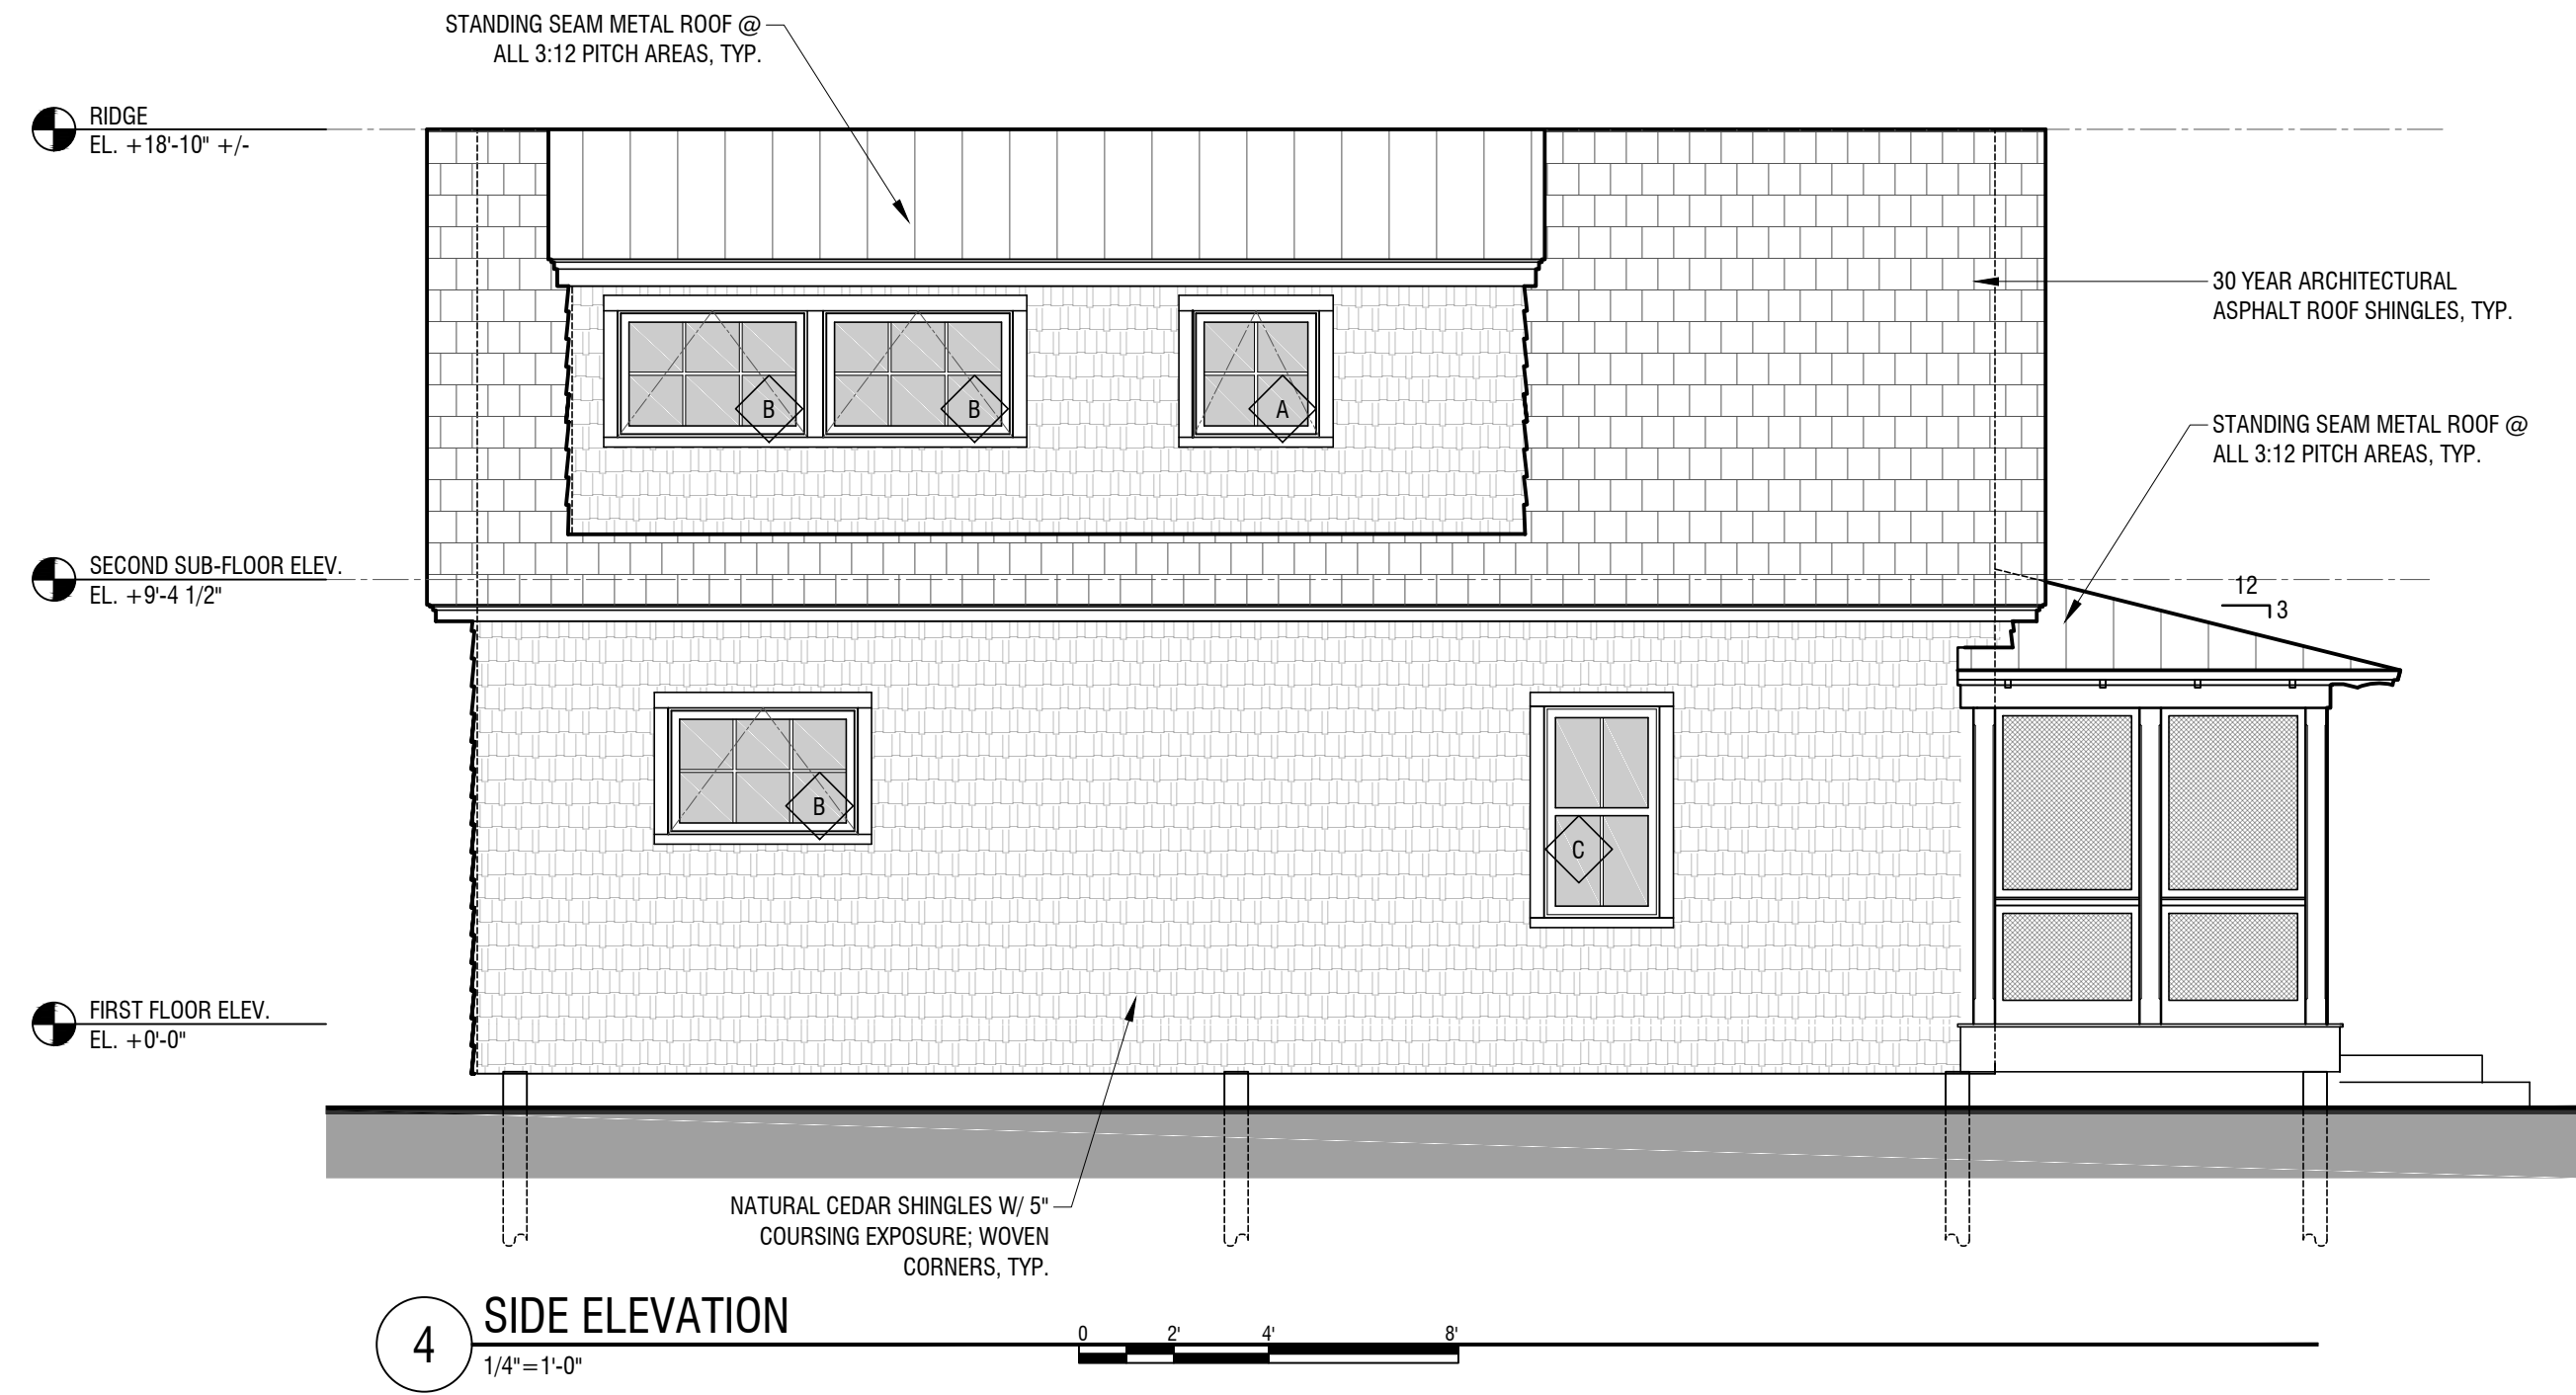 STANDING SEAM METAL ROOF @
ALL 3:12 PITCH AREAS, TYP.
RIDGE
EL. +18'-10" +/-
30 YEAR ARCHITECTURAL
ASPHALT ROOF SHINGLES, TYP.
B
B
A
STANDING SEAM METAL ROOF @
ALL 3:12 PITCH AREAS, TYP.
SECOND SUB-FLOOR ELEV.
EL. +9'-4 1/2"
12
3
B
C
FIRST FLOOR ELEV.
EL. +0'-0"
NATURAL CEDAR SHINGLES W/ 5"
COURSING EXPOSURE; WOVEN
CORNERS, TYP.
4
SIDE ELEVATION
1/4"=1'-0"
0 2' 4' 8'